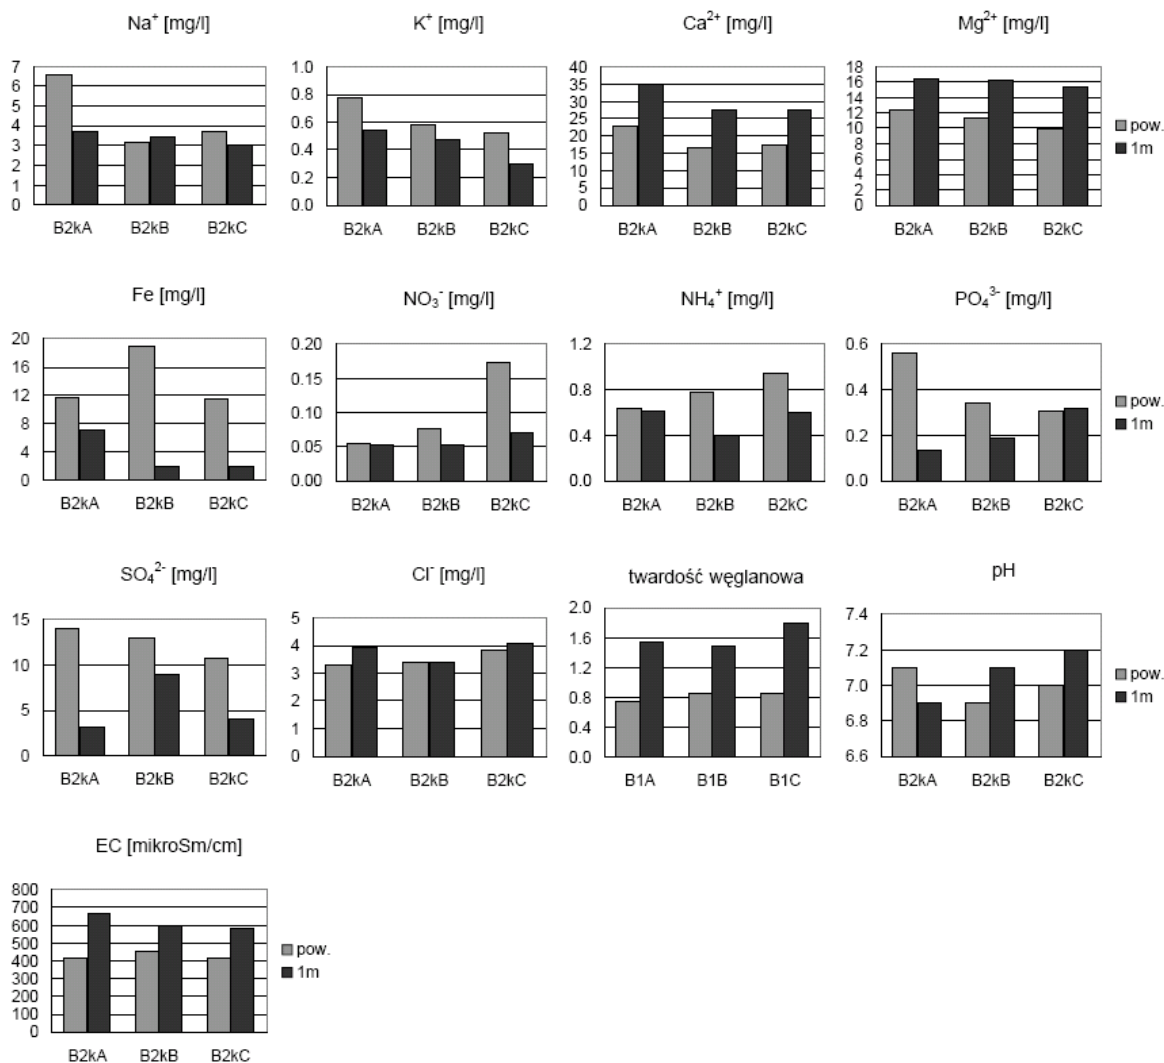 Na⁺ [mg/l]
7
6
5
4
3
2
1
0
B2kA B2kB B2kC
K⁺ [mg/l]
1.0
0.8
0.6
0.4
0.2
0.0
B2kA B2kB B2kC
Ca²⁺ [mg/l]
40
35
30
25
20
15
10
5
0
B2kA B2kB B2kC
Mg²⁺ [mg/l]
18
16
14
12
10
8
6
4
2
0
B2kA B2kB B2kC
pow.
1m
Fe [mg/l]
20
16
12
8
4
0
B2kA B2kB B2kC
NO₃⁻ [mg/l]
0.20
0.15
0.10
0.05
0.00
B2kA B2kB B2kC
NH₄⁺ [mg/l]
1.2
0.8
0.4
0.0
B2kA B2kB B2kC
PO₄³⁻ [mg/l]
0.6
0.4
0.2
0.0
B2kA B2kB B2kC
pow.
1m
SO₄²⁻ [mg/l]
15
10
5
0
B2kA B2kB B2kC
Cl⁻ [mg/l]
5
4
3
2
1
0
B2kA B2kB B2kC
twardość węglanowa
2.0
1.6
1.2
0.8
0.4
0.0
B1A B1B B1C
pH
7.4
7.2
7.0
6.8
6.6
B2kA B2kB B2kC
pow.
1m
EC [mikroSm/cm]
800
700
600
500
400
300
200
100
0
B2kA B2kB B2kC
pow.
1m